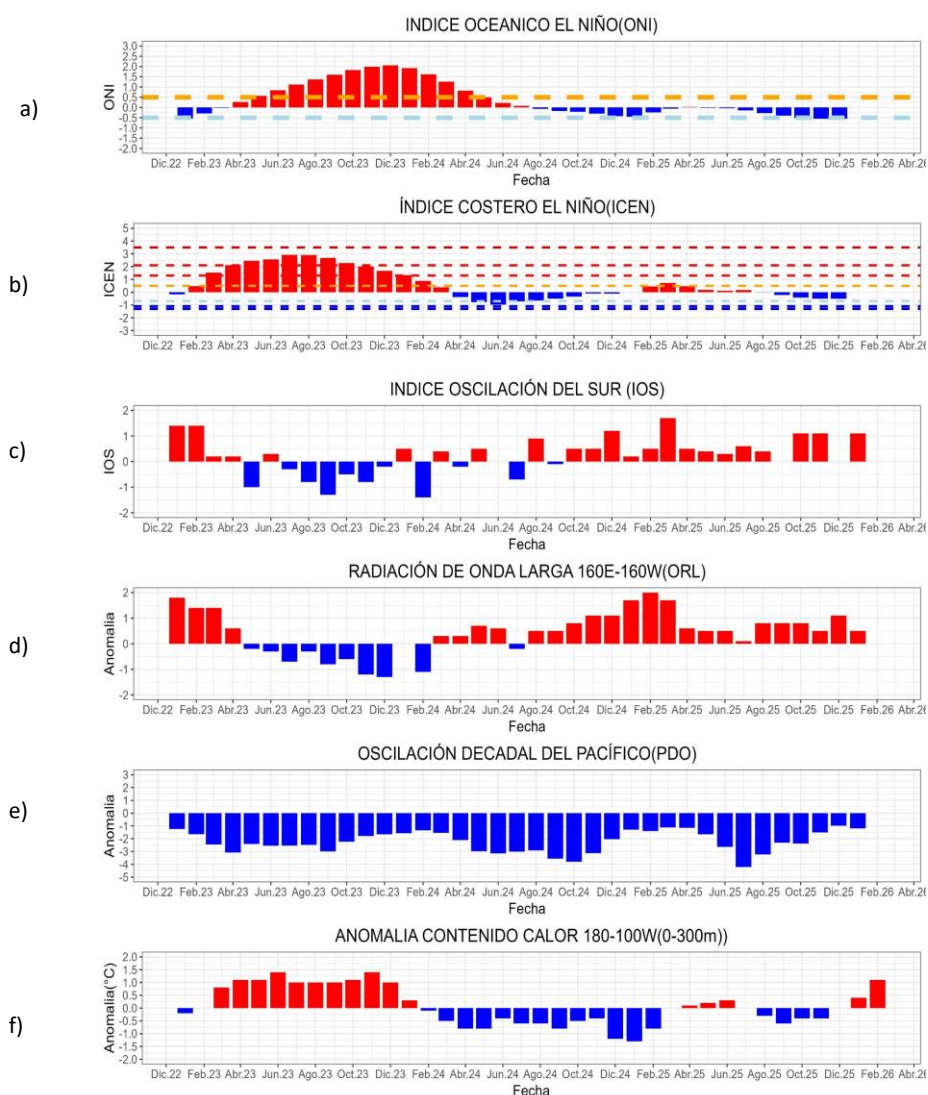 INDICE OCEANICO EL NIÑO(ONI)
a)
ONI
3.0
2.5
2.0
1.5
1.0
0.5
0.0
-0.5
-1.0
-1.5
-2.0
Dic.22 Feb.23 Abr.23 Jun.23 Ago.23 Oct.23 Dic.23 Feb.24 Abr.24 Jun.24 Ago.24 Oct.24 Dic.24 Feb.25 Abr.25 Jun.25 Ago.25 Oct.25 Dic.25 Feb.26 Abr.26
Fecha
ÍNDICE COSTERO EL NIÑO(ICEN)
b)
ICEN
5
4
3
2
1
0
-1
-2
-3
Dic.22 Feb.23 Abr.23 Jun.23 Ago.23 Oct.23 Dic.23 Feb.24 Abr.24 Jun.24 Ago.24 Oct.24 Dic.24 Feb.25 Abr.25 Jun.25 Ago.25 Oct.25 Dic.25 Feb.26 Abr.26
Fecha
INDICE OSCILACIÓN DEL SUR (IOS)
c)
IOS
2
1
0
-1
-2
Dic.22 Feb.23 Abr.23 Jun.23 Ago.23 Oct.23 Dic.23 Feb.24 Abr.24 Jun.24 Ago.24 Oct.24 Dic.24 Feb.25 Abr.25 Jun.25 Ago.25 Oct.25 Dic.25 Feb.26 Abr.26
Fecha
RADIACIÓN DE ONDA LARGA 160E-160W(ORL)
d)
Anomalia
2
1
0
-1
-2
Dic.22 Feb.23 Abr.23 Jun.23 Ago.23 Oct.23 Dic.23 Feb.24 Abr.24 Jun.24 Ago.24 Oct.24 Dic.24 Feb.25 Abr.25 Jun.25 Ago.25 Oct.25 Dic.25 Feb.26 Abr.26
Fecha
OSCILACIÓN DECADAL DEL PACÍFICO(PDO)
e)
Anomalia
3
2
1
0
-1
-2
-3
-4
-5
Dic.22 Feb.23 Abr.23 Jun.23 Ago.23 Oct.23 Dic.23 Feb.24 Abr.24 Jun.24 Ago.24 Oct.24 Dic.24 Feb.25 Abr.25 Jun.25 Ago.25 Oct.25 Dic.25 Feb.26 Abr.26
Fecha
ANOMALIA CONTENIDO CALOR 180-100W(0-300m))
f)
Anomalia(°C)
2.0
1.5
1.0
0.5
0.0
-0.5
-1.0
-1.5
-2.0
Dic.22 Feb.23 Abr.23 Jun.23 Ago.23 Oct.23 Dic.23 Feb.24 Abr.24 Jun.24 Ago.24 Oct.24 Dic.24 Feb.25 Abr.25 Jun.25 Ago.25 Oct.25 Dic.25 Feb.26 Abr.26
Fecha